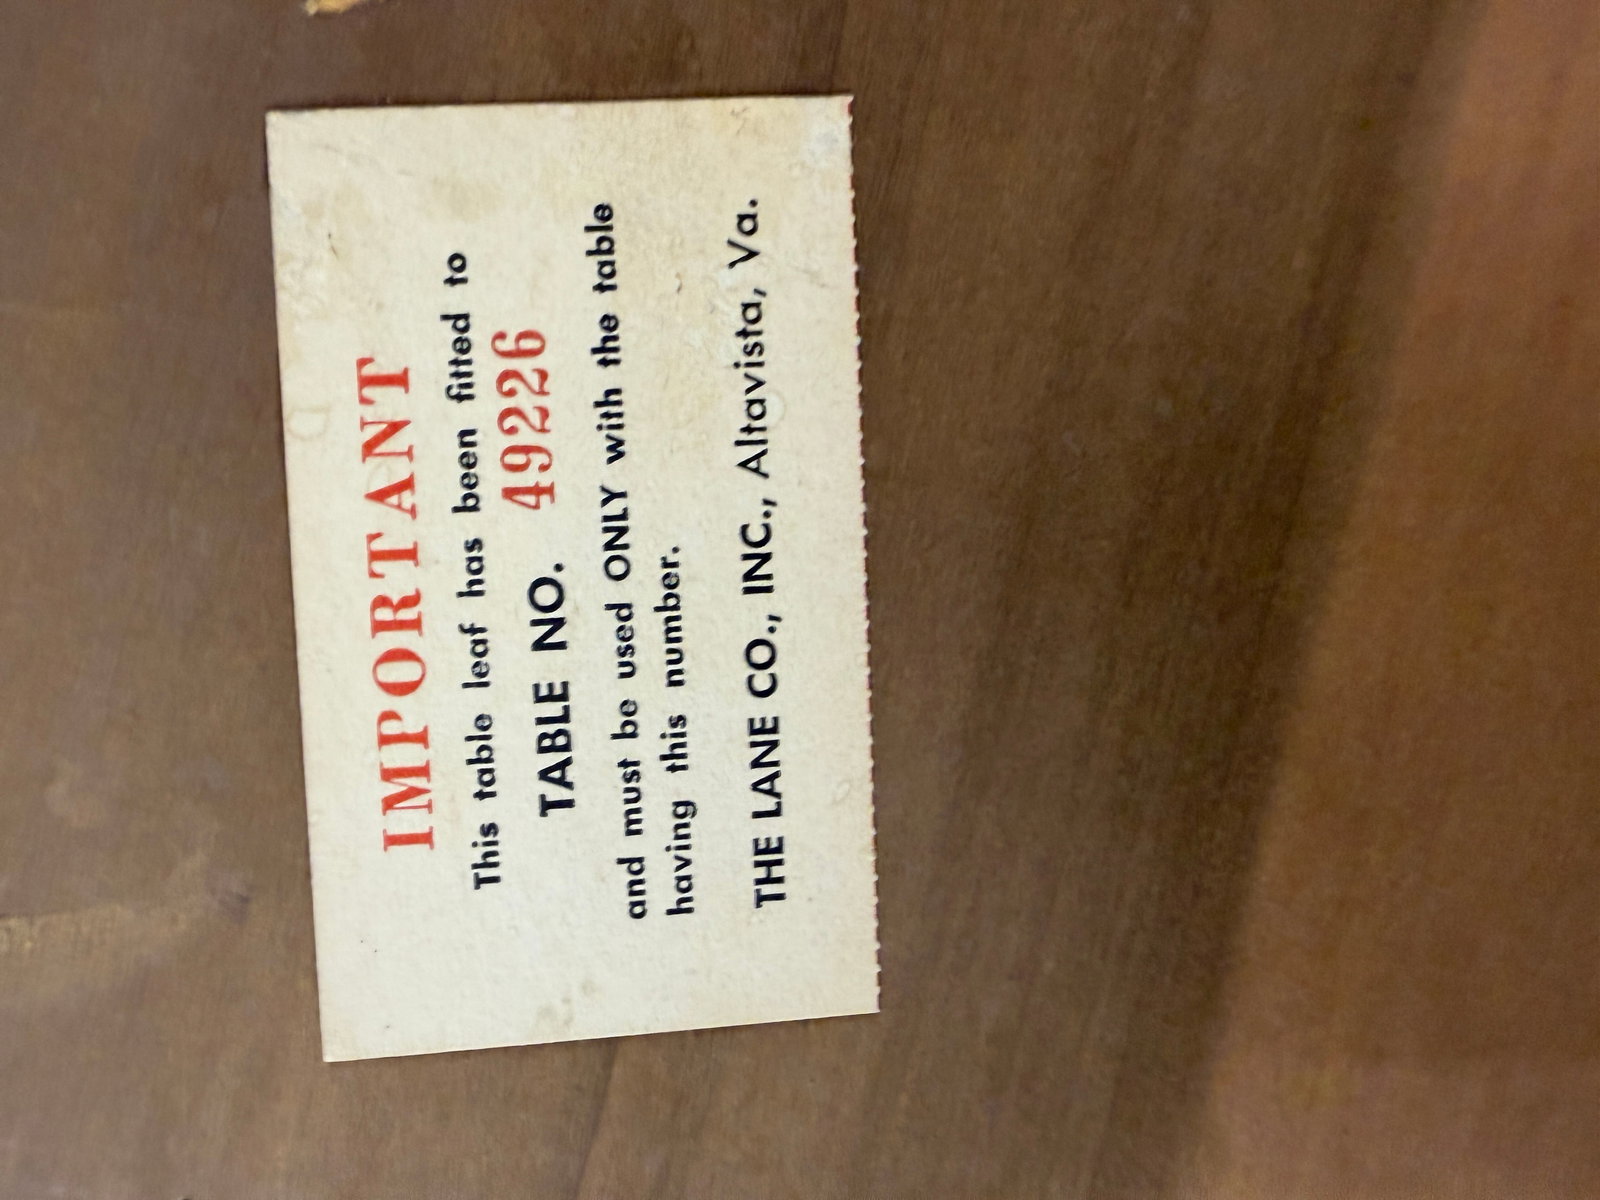 IMPORTANT
This table leaf has been fitted to
TABLE NO. 49226
and must be used ONLY with the table
having this number.
THE LANE CO., INC., Altavista, Va.